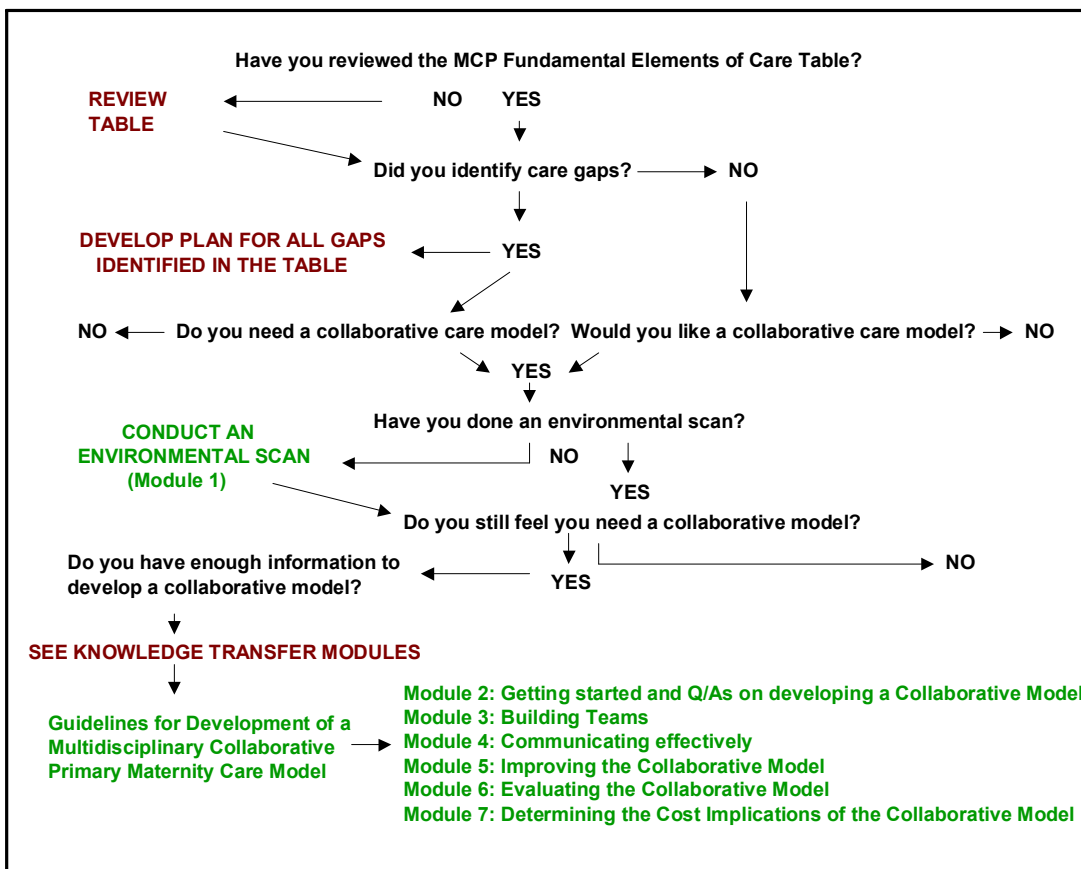 Have you reviewed the MCP Fundamental Elements of Care Table?
NO YES
REVIEW
TABLE
Did you identify care gaps? NO
YES
DEVELOP PLAN FOR ALL GAPS
IDENTIFIED IN THE TABLE
NO Do you need a collaborative care model? Would you like a collaborative care model? NO
YES
Have you done an environmental scan?
CONDUCT AN
ENVIRONMENTAL SCAN
(Module 1)
NO
YES
Do you still feel you need a collaborative model?
NO
YES
Do you have enough information to
develop a collaborative model?
SEE KNOWLEDGE TRANSFER MODULES
Guidelines for Development of a
Multidisciplinary Collaborative
Primary Maternity Care Model
Module 2: Getting started and Q/As on developing a Collaborative Model
Module 3: Building Teams
Module 4: Communicating effectively
Module 5: Improving the Collaborative Model
Module 6: Evaluating the Collaborative Model
Module 7: Determining the Cost Implications of the Collaborative Model